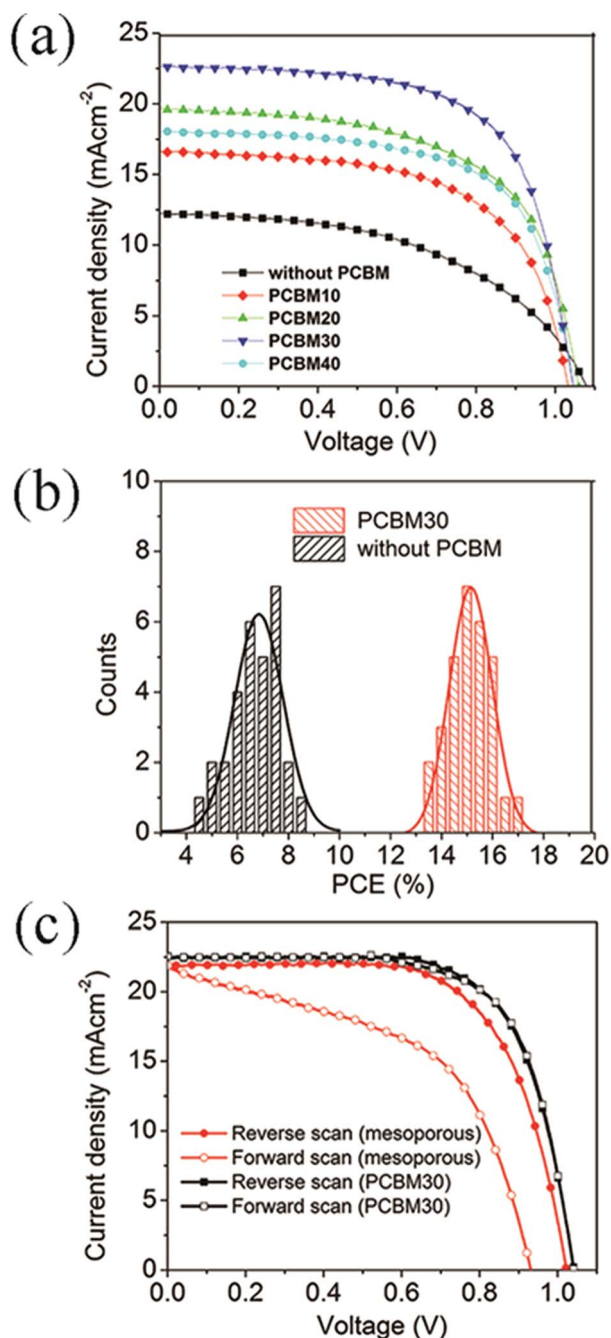 (a)
25
20
15
10
5
0
Current density (mAcm-2)
without PCBM
PCBM10
PCBM20
PCBM30
PCBM40
0.0 0.2 0.4 0.6 0.8 1.0
Voltage (V)
(b)
10
8
6
4
2
0
Counts
PCBM30
without PCBM
4 6 8 10 12 14 16 18 20
PCE (%)
(c)
25
20
15
10
5
0
Current density (mAcm-2)
Reverse scan (mesoporous)
Forward scan (mesoporous)
Reverse scan (PCBM30)
Forward scan (PCBM30)
0.0 0.2 0.4 0.6 0.8 1.0
Voltage (V)